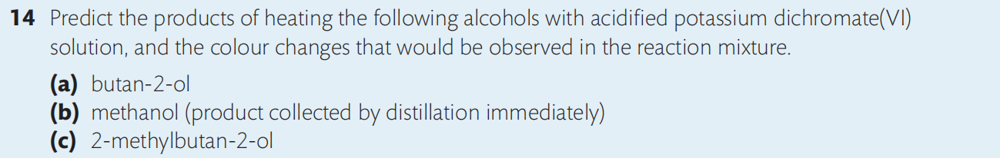 14 Predict the products of heating the following alcohols with acidified potassium dichromate(VI)
solution, and the colour changes that would be observed in the reaction mixture.
(a) butan-2-ol
(b) methanol (product collected by distillation immediately)
(c) 2-methylbutan-2-ol